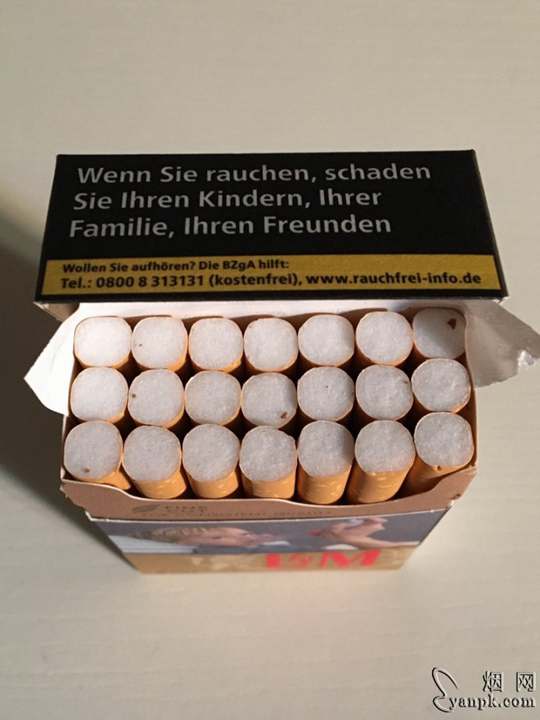 Wenn Sie rauchen, schaden
Sie Ihren Kindern, Ihrer
Familie, Ihren Freunden
Wollen Sie aufhören? Die BZgA hilft:
Tel.: 0800 8 313131 (kostenfrei), www.rauchfrei-info.de
L&M
烟网
yanpk.com